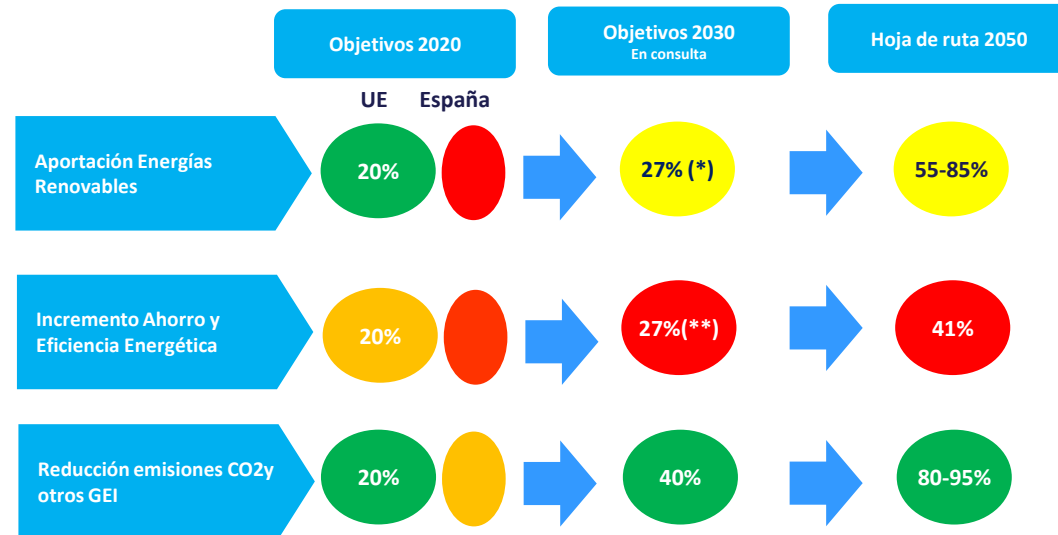 Objetivos 2020
Objetivos 2030
En consulta
Hoja de ruta 2050
UE España
Aportación Energías
Renovables
20%
27% (*)
55-85%
Incremento Ahorro y
Eficiencia Energética
20%
27%(**)
41%
Reducción emisiones CO2y
otros GEI
20%
40%
80-95%